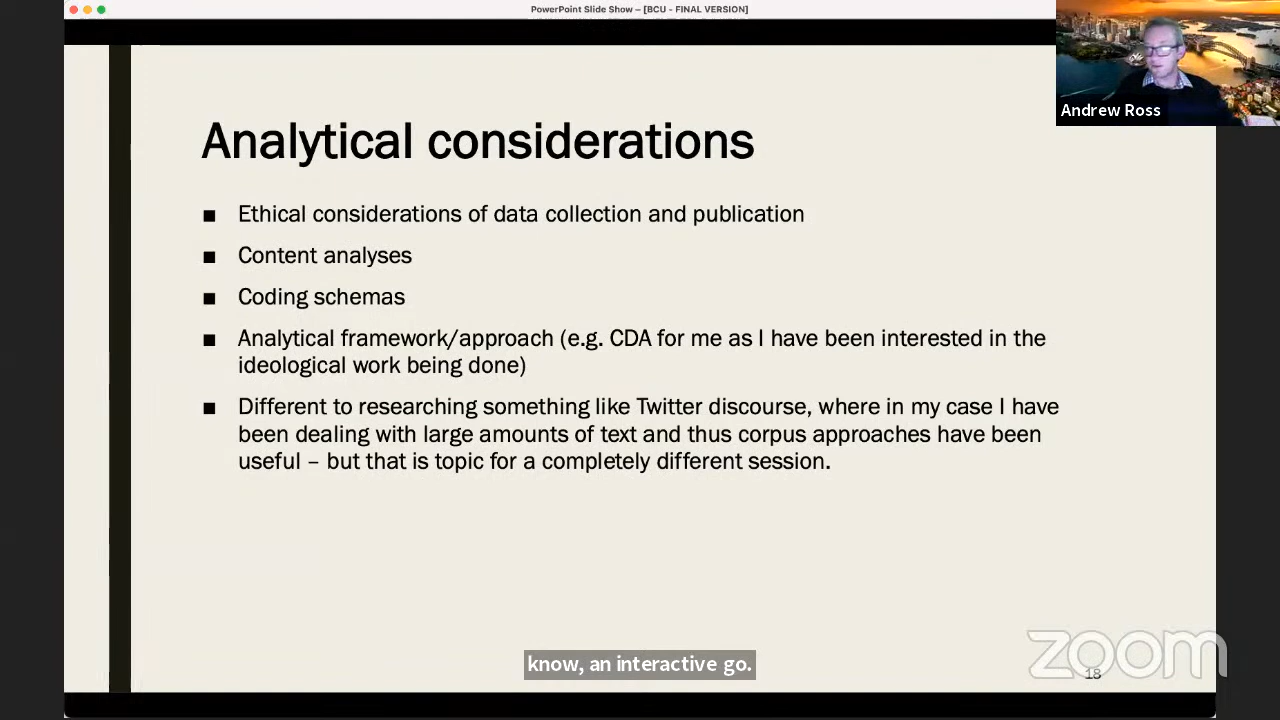 PowerPoint Slide Show – [BCU - FINAL VERSION]
Andrew Ross
Analytical considerations
■ Ethical considerations of data collection and publication
■ Content analyses
■ Coding schemas
■ Analytical framework/approach (e.g. CDA for me as I have been interested in the
ideological work being done)
■ Different to researching something like Twitter discourse, where in my case I have
been dealing with large amounts of text and thus corpus approaches have been
useful – but that is topic for a completely different session.
know, an interactive go.
zoom
18